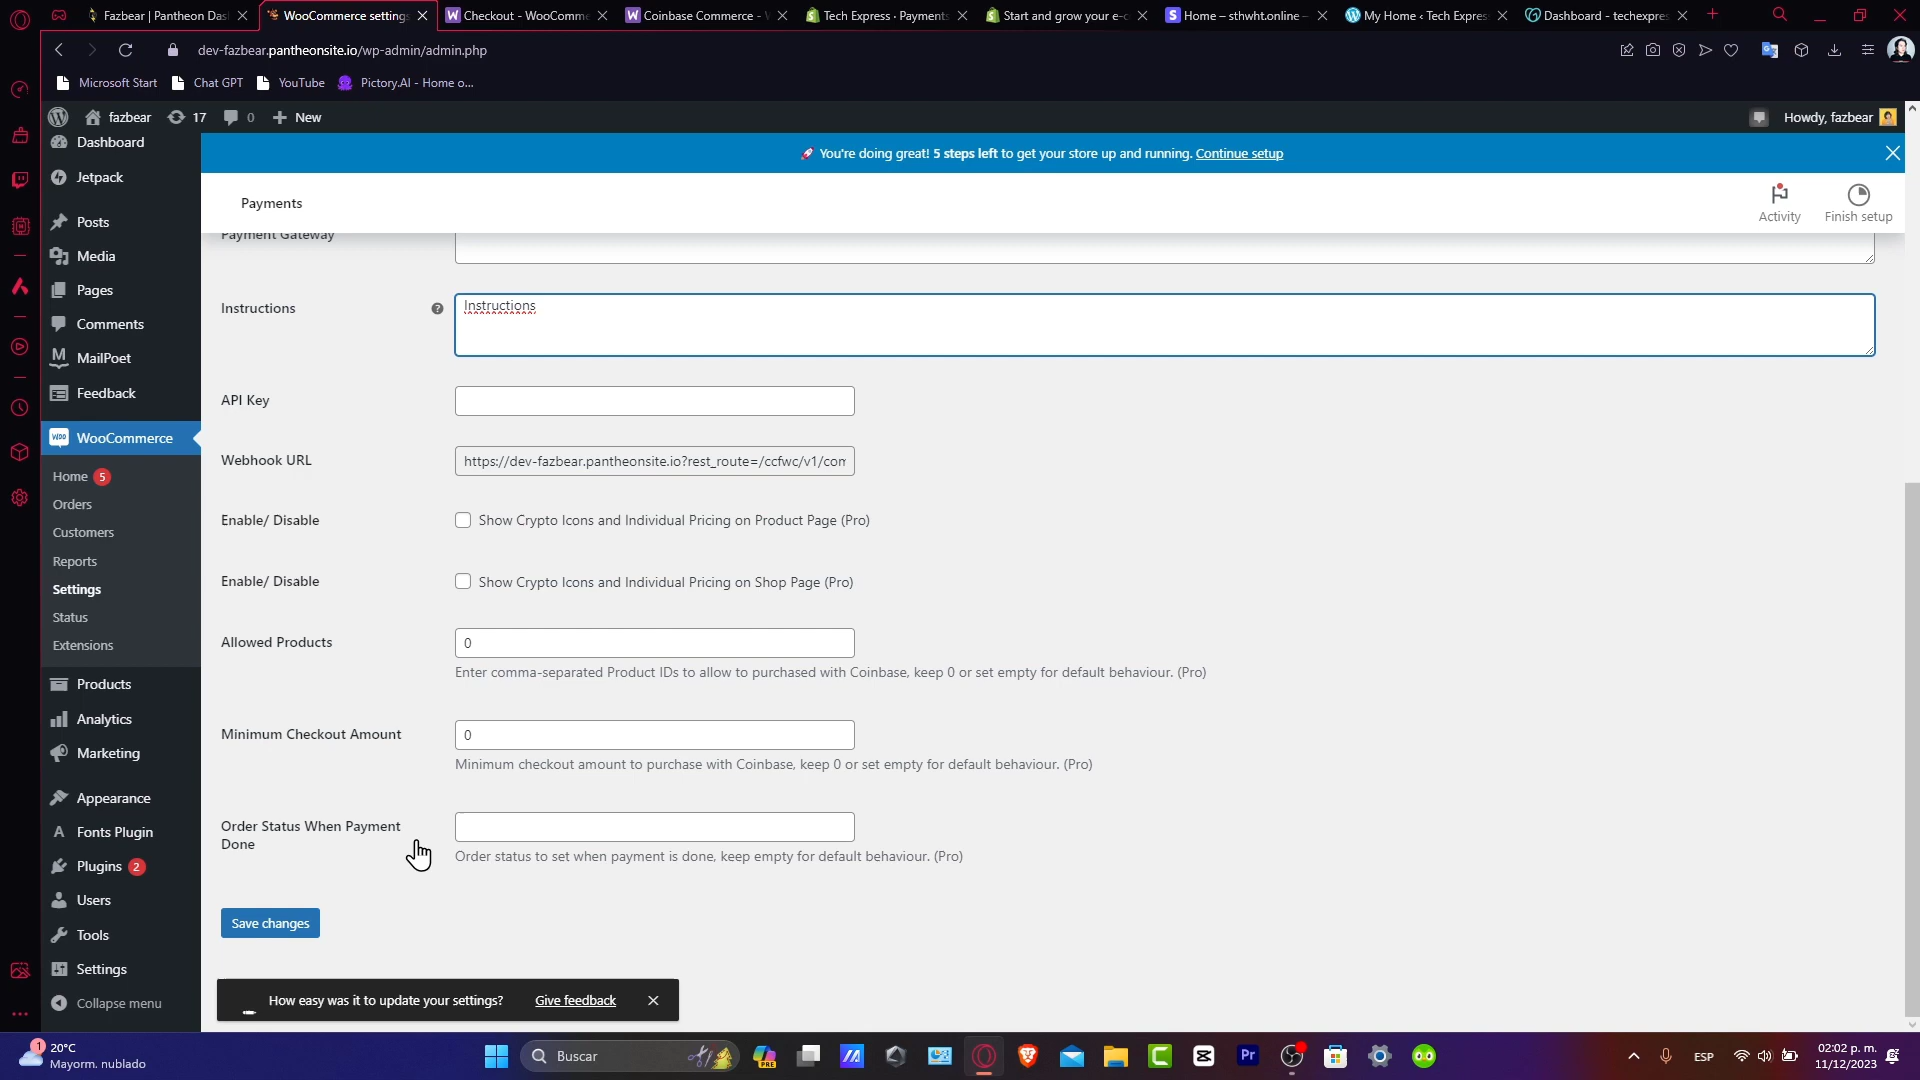 Fazbear | Pantheon Das
WooCommerce settings
Checkout - WooComme
Coinbase Commerce - W
Tech Express · Payments
Start and grow your e-c
Home – sthwht.online –
My Home ‹ Tech Expres
Dashboard - techexpres
dev-fazbear.pantheonsite.io/wp-admin/admin.php
Microsoft Start
Chat GPT
YouTube
Pictory.AI - Home o...
fazbear
17
0
New
Howdy, fazbear
🚀 You're doing great! 5 steps left to get your store up and running. Continue setup
Dashboard
Jetpack
Posts
Media
Pages
Comments
MailPoet
Feedback
WooCommerce
Home 5
Orders
Customers
Reports
Settings
Status
Extensions
Products
Analytics
Marketing
Appearance
Fonts Plugin
Plugins 2
Users
Tools
Settings
Collapse menu
Payments
Activity
Finish setup
Payment Gateway
Instructions
Instructions
API Key
Webhook URL
https://dev-fazbear.pantheonsite.io?rest_route=/ccfwc/v1/com
Enable/ Disable
Show Crypto Icons and Individual Pricing on Product Page (Pro)
Enable/ Disable
Show Crypto Icons and Individual Pricing on Shop Page (Pro)
Allowed Products
0
Enter comma-separated Product IDs to allow to purchased with Coinbase, keep 0 or set empty for default behaviour. (Pro)
Minimum Checkout Amount
0
Minimum checkout amount to purchase with Coinbase, keep 0 or set empty for default behaviour. (Pro)
Order Status When Payment
Done
Order status to set when payment is done, keep empty for default behaviour. (Pro)
Save changes
How easy was it to update your settings?
Give feedback
1
20°C
Mayorm. nublado
Buscar
PRE
Pr
ESP
02:02 p. m.
11/12/2023